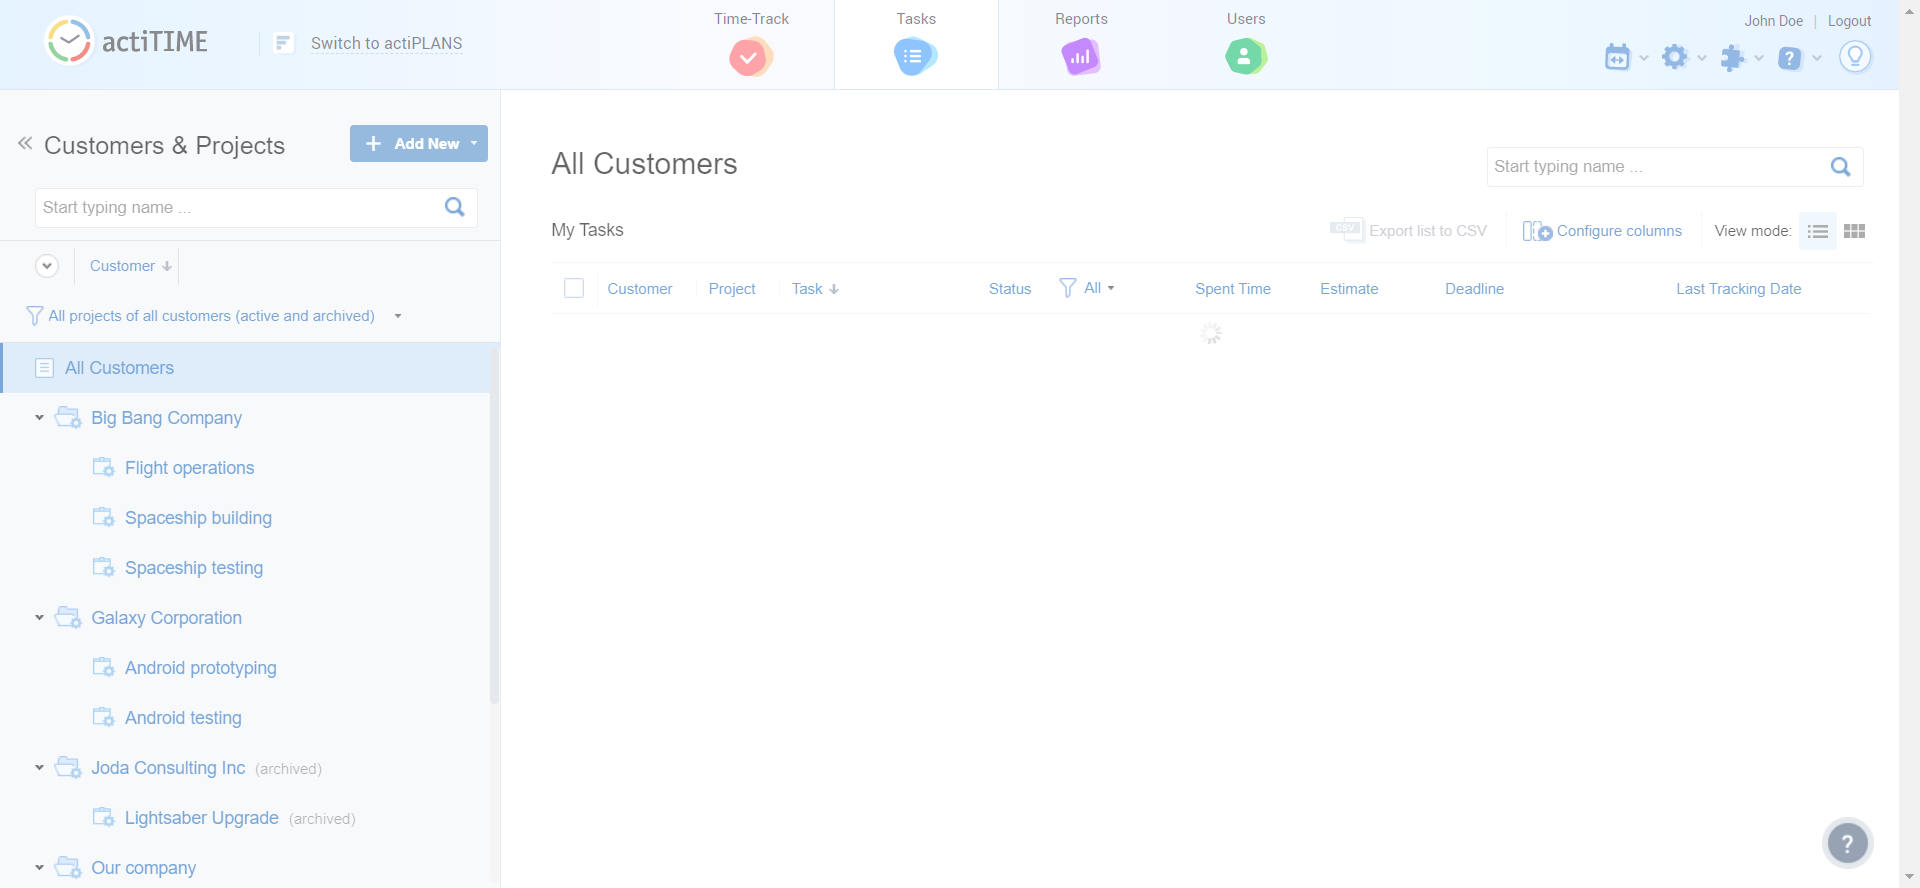 actiTIME
Switch to actiPLANS
Time-Track
Tasks
Reports
Users
John Doe | Logout
Customers & Projects
+ Add New
Start typing name ...
Customer
All projects of all customers (active and archived)
All Customers
Big Bang Company
Flight operations
Spaceship building
Spaceship testing
Galaxy Corporation
Android prototyping
Android testing
Joda Consulting Inc (archived)
Lightsaber Upgrade (archived)
Our company
All Customers
Start typing name ...
My Tasks
CSV Export list to CSV
Configure columns
View mode:
Customer Project Task Status All Spent Time Estimate Deadline Last Tracking Date
?